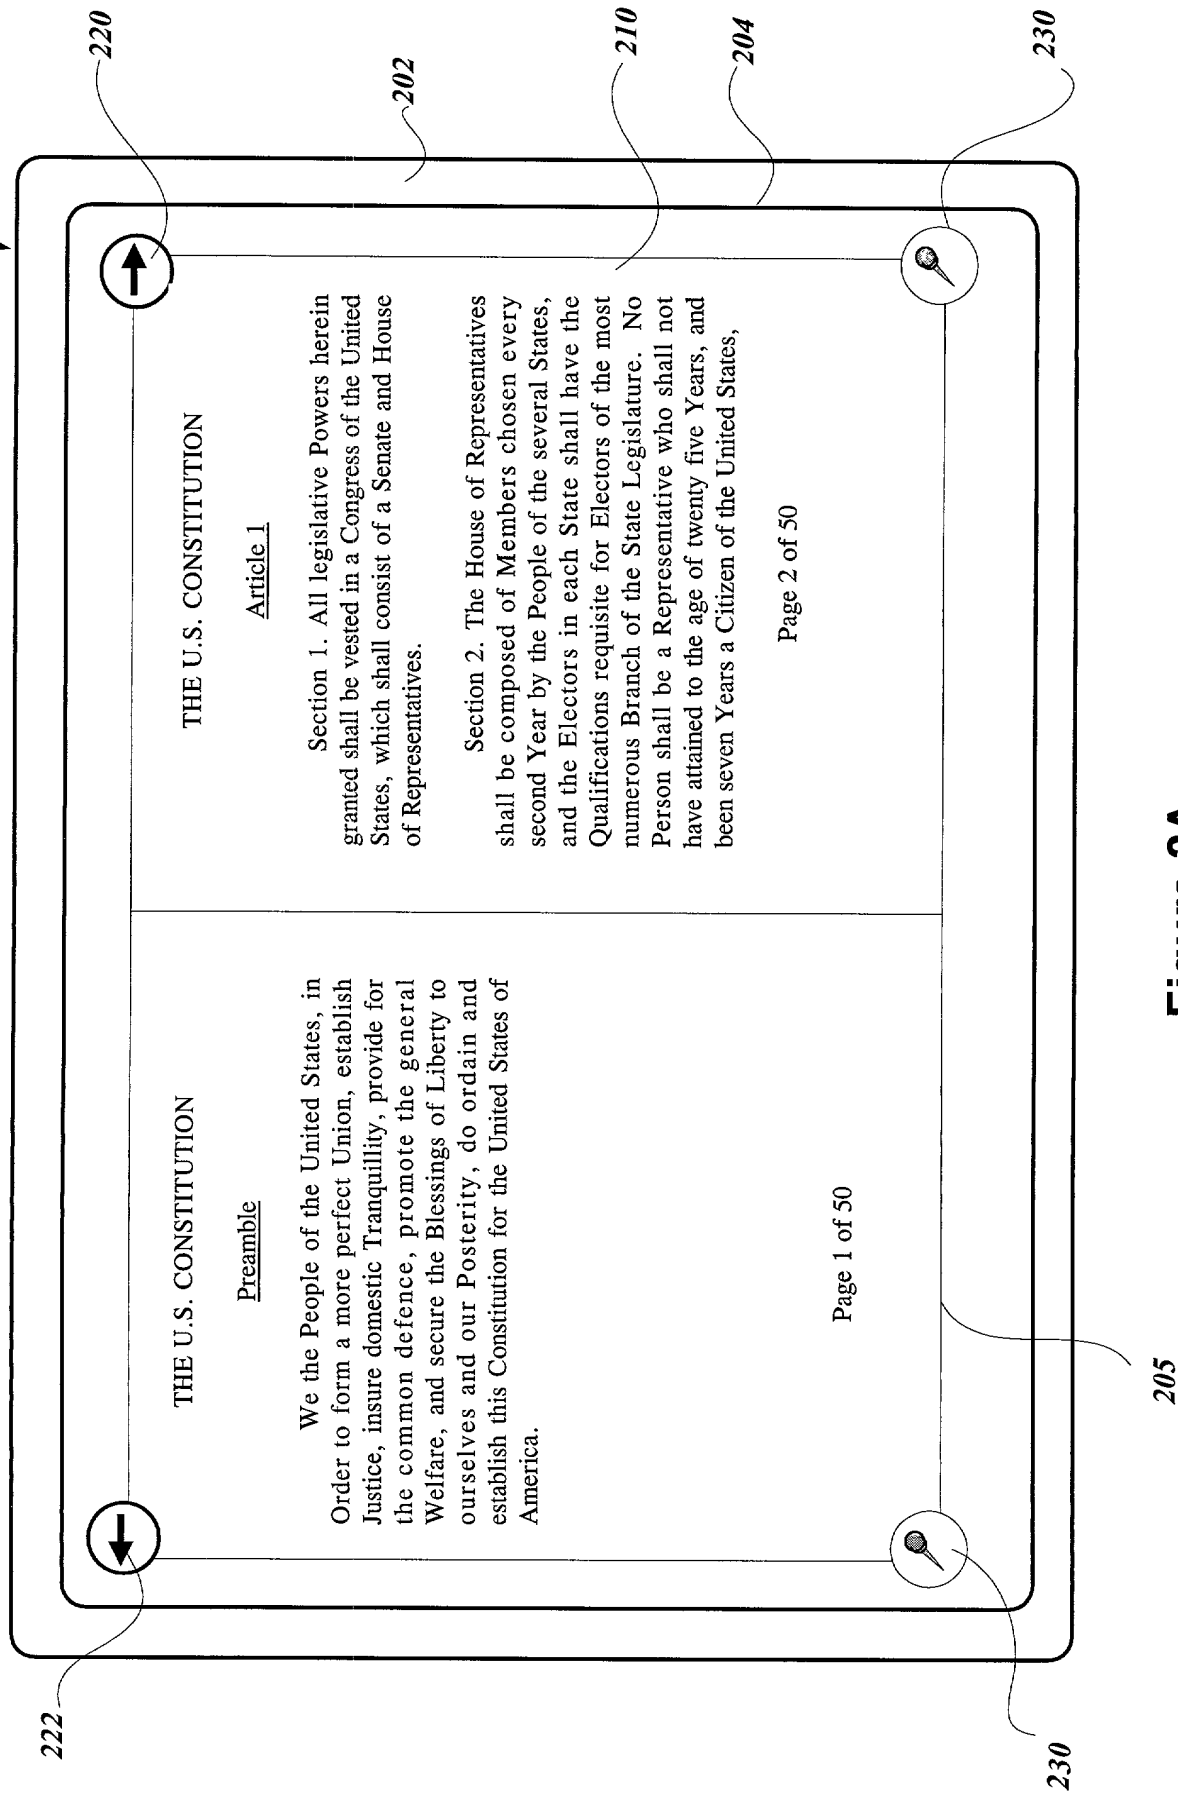 222
THE U.S. CONSTITUTION
Preamble
We the People of the United States, in
Order to form a more perfect Union, establish
Justice, insure domestic Tranquillity, provide for
the common defence, promote the general
Welfare, and secure the Blessings of Liberty to
ourselves and our Posterity, do ordain and
establish this Constitution for the United States of
America.
Page 1 of 50
230
205
THE U.S. CONSTITUTION
Article 1
Section 1. All legislative Powers herein
granted shall be vested in a Congress of the United
States, which shall consist of a Senate and House
of Representatives.
Section 2. The House of Representatives
shall be composed of Members chosen every
second Year by the People of the several States,
and the Electors in each State shall have the
Qualifications requisite for Electors of the most
numerous Branch of the State Legislature. No
Person shall be a Representative who shall not
have attained to the age of twenty five Years, and
been seven Years a Citizen of the United States,
Page 2 of 50
220
202
210
204
230